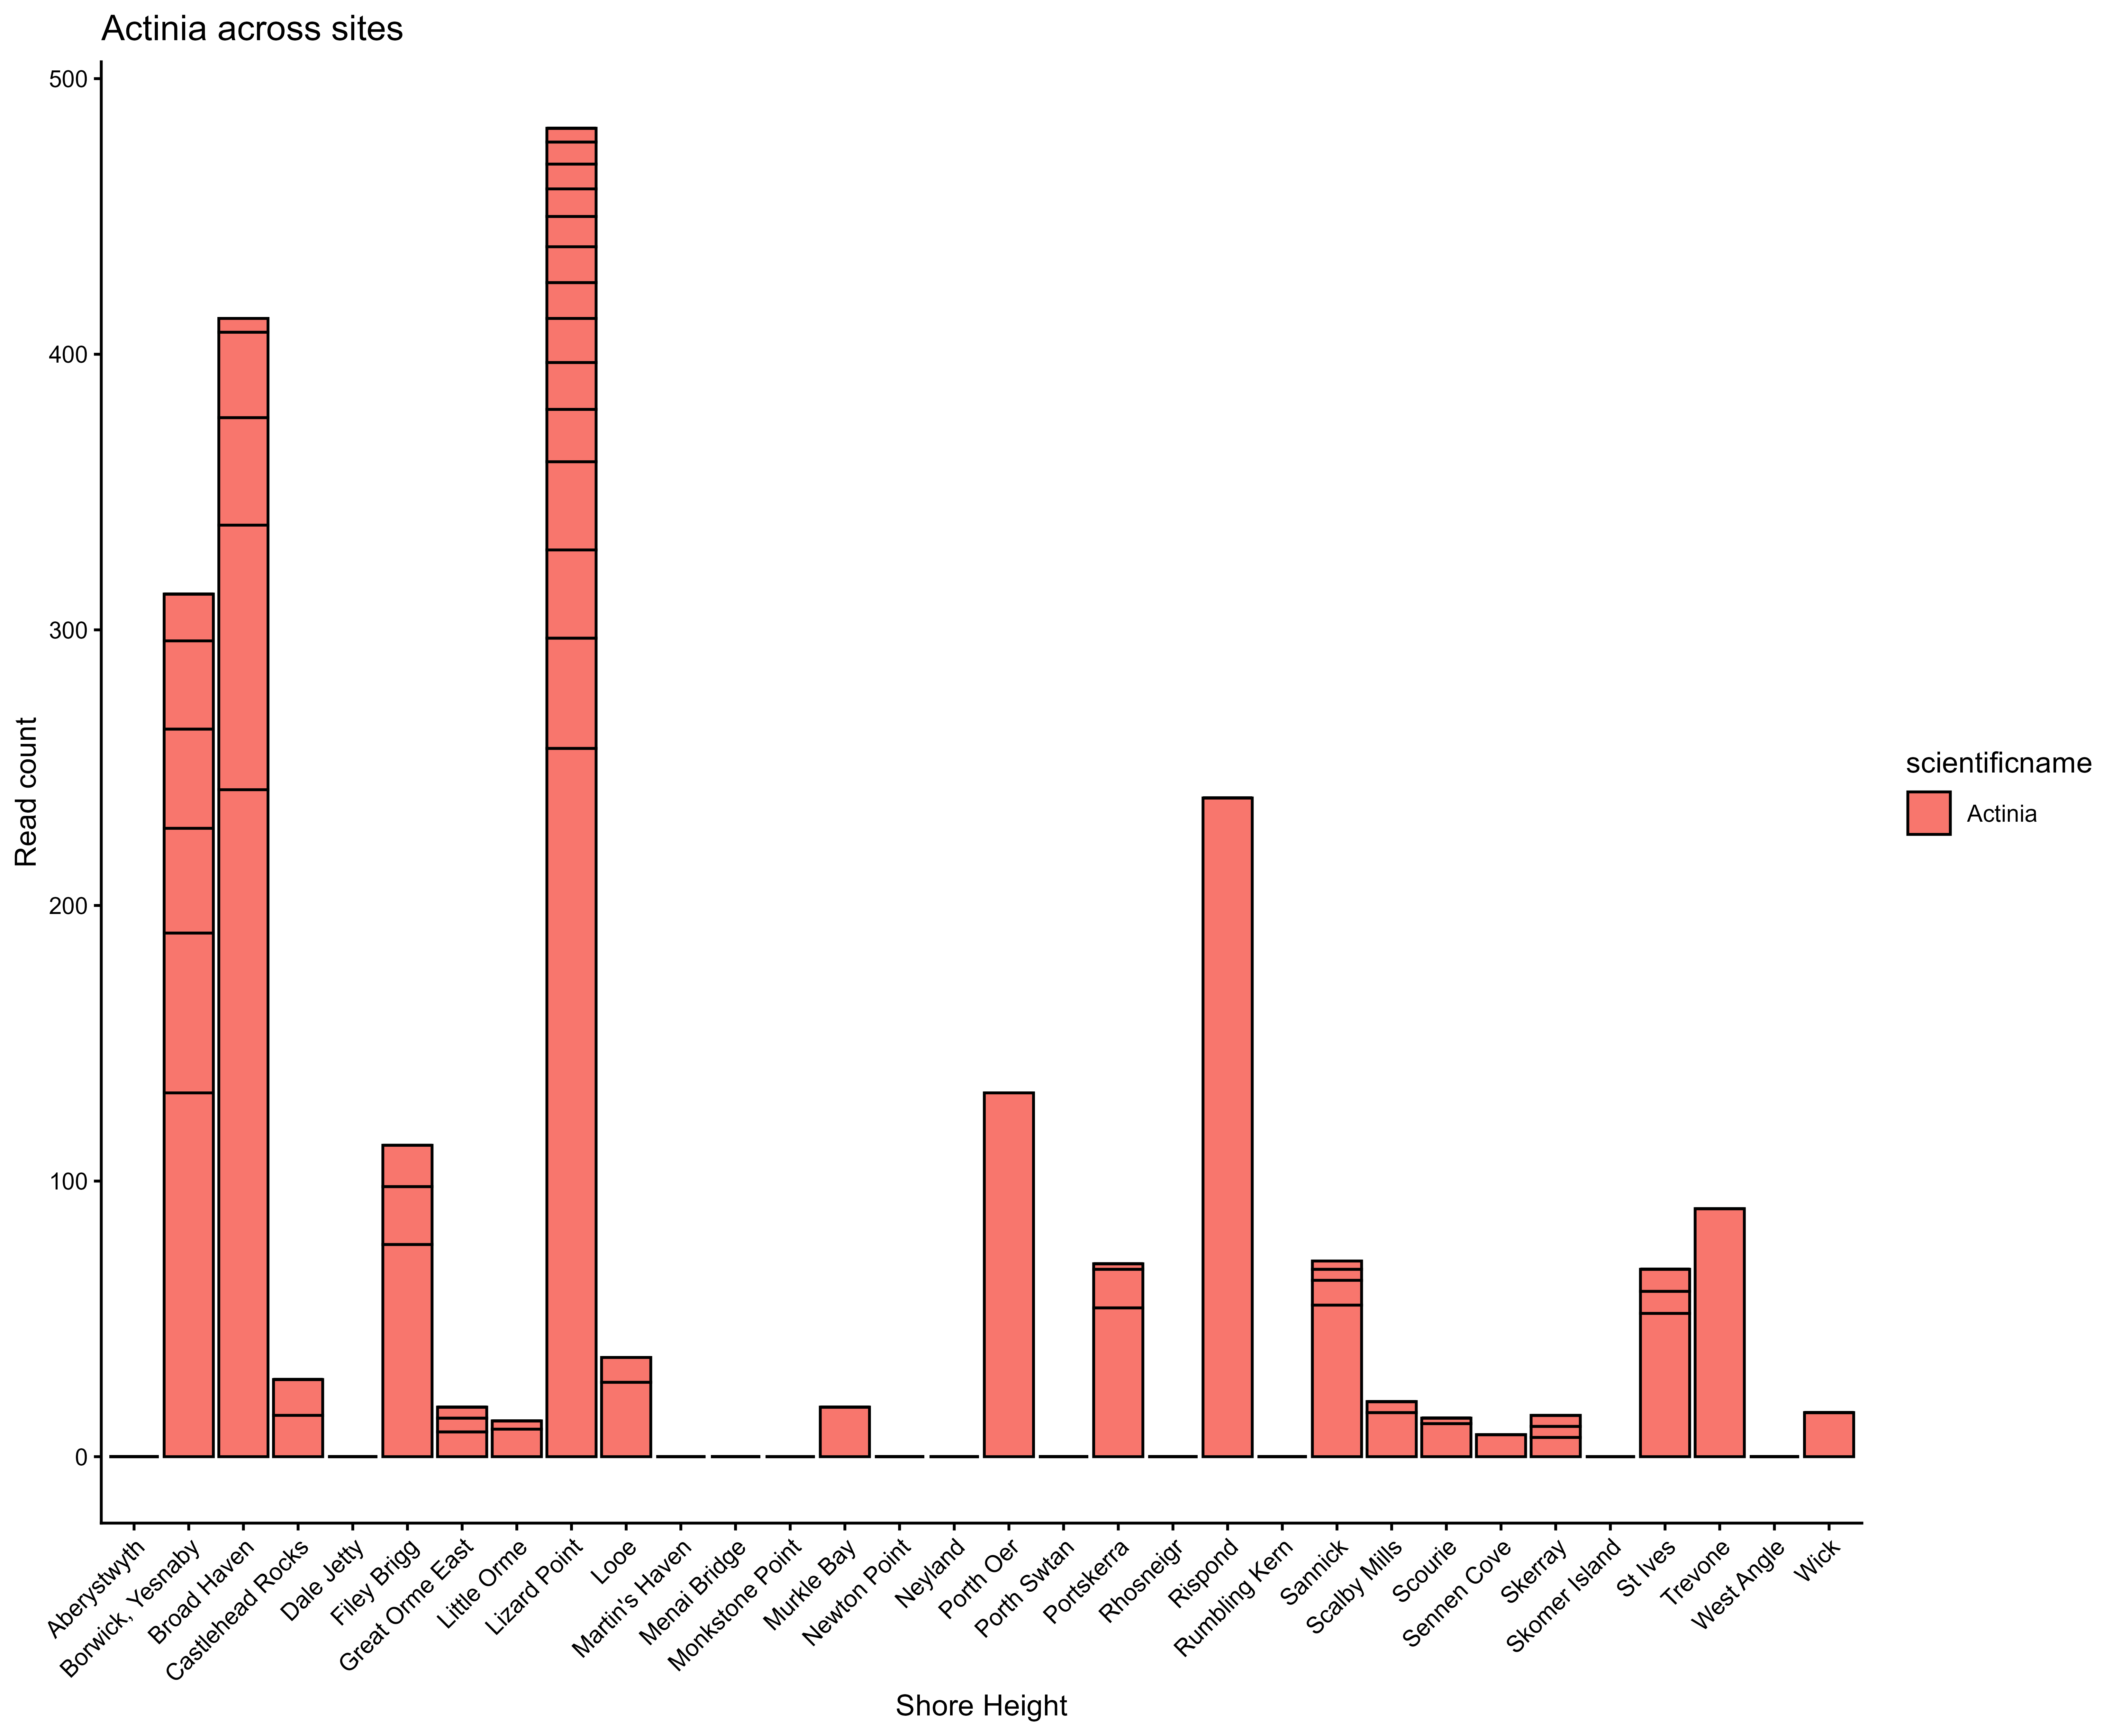 Actinia across sites
500
400
300
200
100
0
Read count
Aberystwyth
Borwick, Yesnaby
Broad Haven
Castlehead Rocks
Dale Jetty
Filey Brigg
Great Orme East
Little Orme
Lizard Point
Looe
Martin's Haven
Menai Bridge
Monkstone Point
Murkle Bay
Newton Point
Neyland
Porth Oer
Porth Swtan
Portskerra
Rhosneigr
Rispond
Rumbling Kern
Sannick
Scalby Mills
Scourie
Sennen Cove
Skerray
Skomer Island
St Ives
Trevone
West Angle
Wick
Shore Height
scientificname
Actinia